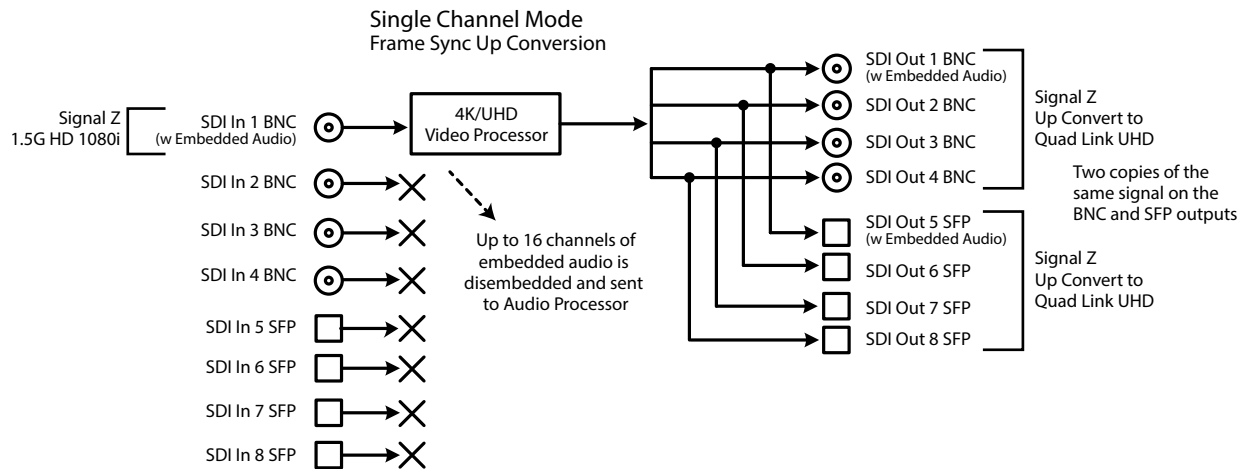 Single Channel Mode
Frame Sync Up Conversion
Signal Z
1.5G HD 1080i
SDI In 1 BNC
(w Embedded Audio)
SDI In 2 BNC
SDI In 3 BNC
SDI In 4 BNC
SDI In 5 SFP
SDI In 6 SFP
SDI In 7 SFP
SDI In 8 SFP
4K/UHD
Video Processor
Up to 16 channels of
embedded audio is
disembedded and sent
to Audio Processor
SDI Out 1 BNC
(w Embedded Audio)
SDI Out 2 BNC
SDI Out 3 BNC
SDI Out 4 BNC
SDI Out 5 SFP
(w Embedded Audio)
SDI Out 6 SFP
SDI Out 7 SFP
SDI Out 8 SFP
Signal Z
Up Convert to
Quad Link UHD
Two copies of the
same signal on the
BNC and SFP outputs
Signal Z
Up Convert to
Quad Link UHD